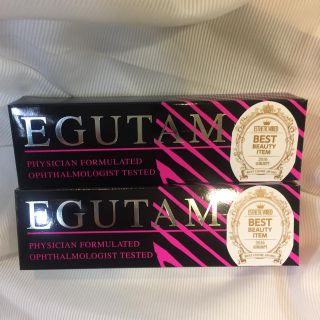 EGUTAM
PHYSICIAN FORMULATED
OPHTHALMOLOGIST TESTED
BEST
BEAUTY
ITEM
EGUTAM
PHYSICIAN FORMULATED
OPHTHALMOLOGIST TESTED
BEST
BEAUTY
ITEM